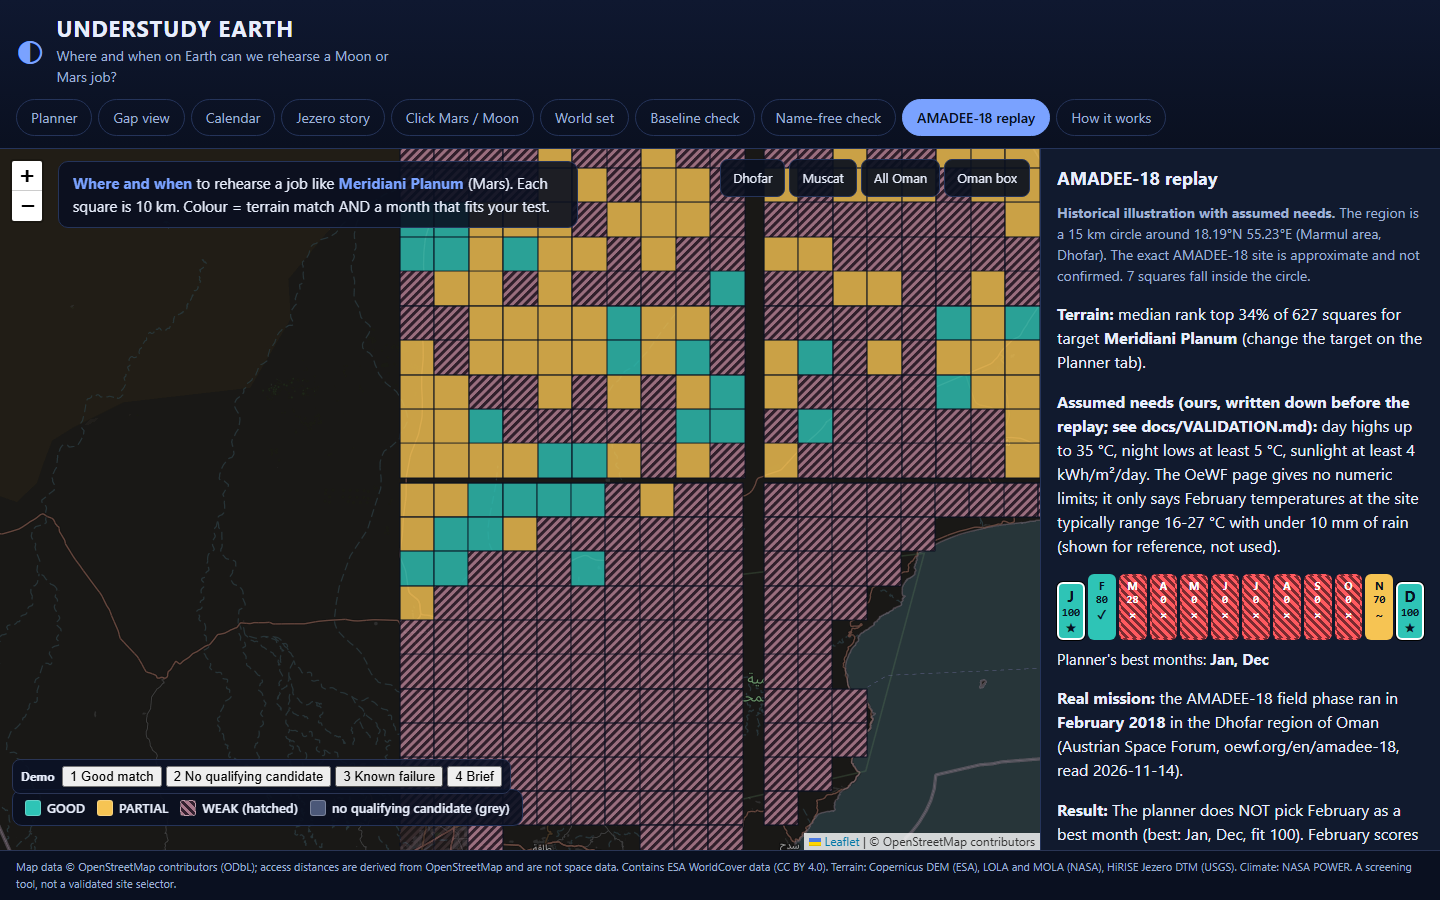 UNDERSTUDY EARTH
Where and when on Earth can we rehearse a Moon or
Mars job?
Planner
Gap view
Calendar
Jezero story
Click Mars / Moon
World set
Baseline check
Name-free check
AMADEE-18 replay
How it works
+
−
Where and when to rehearse a job like Meridiani Planum (Mars). Each
square is 10 km. Colour = terrain match AND a month that fits your test.
Dhofar
Muscat
All Oman
Oman box
Demo
1 Good match
2 No qualifying candidate
3 Known failure
4 Brief
GOOD
PARTIAL
WEAK (hatched)
no qualifying candidate (grey)
Leaflet | © OpenStreetMap contributors
AMADEE-18 replay
Historical illustration with assumed needs. The region is
a 15 km circle around 18.19°N 55.23°E (Marmul area,
Dhofar). The exact AMADEE-18 site is approximate and not
confirmed. 7 squares fall inside the circle.
Terrain: median rank top 34% of 627 squares for
target Meridiani Planum (change the target on the
Planner tab).
Assumed needs (ours, written down before the
replay; see docs/VALIDATION.md): day highs up
to 35 °C, night lows at least 5 °C, sunlight at least 4
kWh/m²/day. The OeWF page gives no numeric
limits; it only says February temperatures at the site
typically range 16-27 °C with under 10 mm of rain
(shown for reference, not used).
J F M A M J J A S O N D
100 80 28 0 0 0 0 0 0 0 70 100
★ ✓ × × × × × × × × ~ ★
Planner's best months: Jan, Dec
Real mission: the AMADEE-18 field phase ran in
February 2018 in the Dhofar region of Oman
(Austrian Space Forum, oewf.org/en/amadee-18,
read 2026-11-14).
Result: The planner does NOT pick February as a
best month (best: Jan, Dec, fit 100). February scores
Map data © OpenStreetMap contributors (ODbL); access distances are derived from OpenStreetMap and are not space data. Contains ESA WorldCover data (CC BY 4.0). Terrain: Copernicus DEM (ESA), LOLA and MOLA (NASA), HiRISE Jezero DTM (USGS). Climate: NASA POWER. A screening
tool, not a validated site selector.